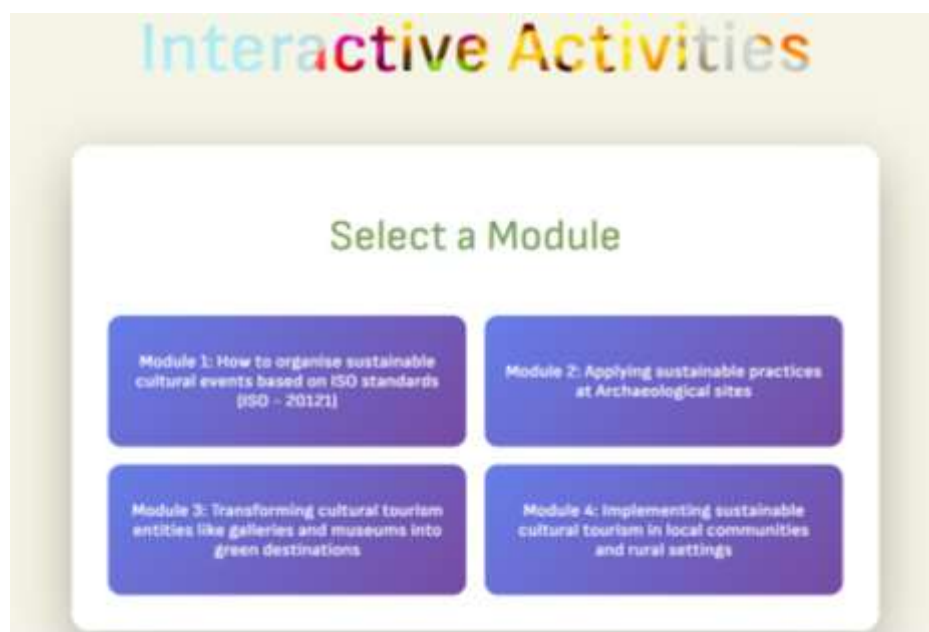 Interactive Activities
Select a Module
Module 1: How to organise sustainable
cultural events based on ISO standards
(ISO - 20121)
Module 2: Applying sustainable practices
at Archaeological sites
Module 3: Transforming cultural tourism
entities like galleries and museums into
green destinations
Module 4: Implementing sustainable
cultural tourism in local communities
and rural settings